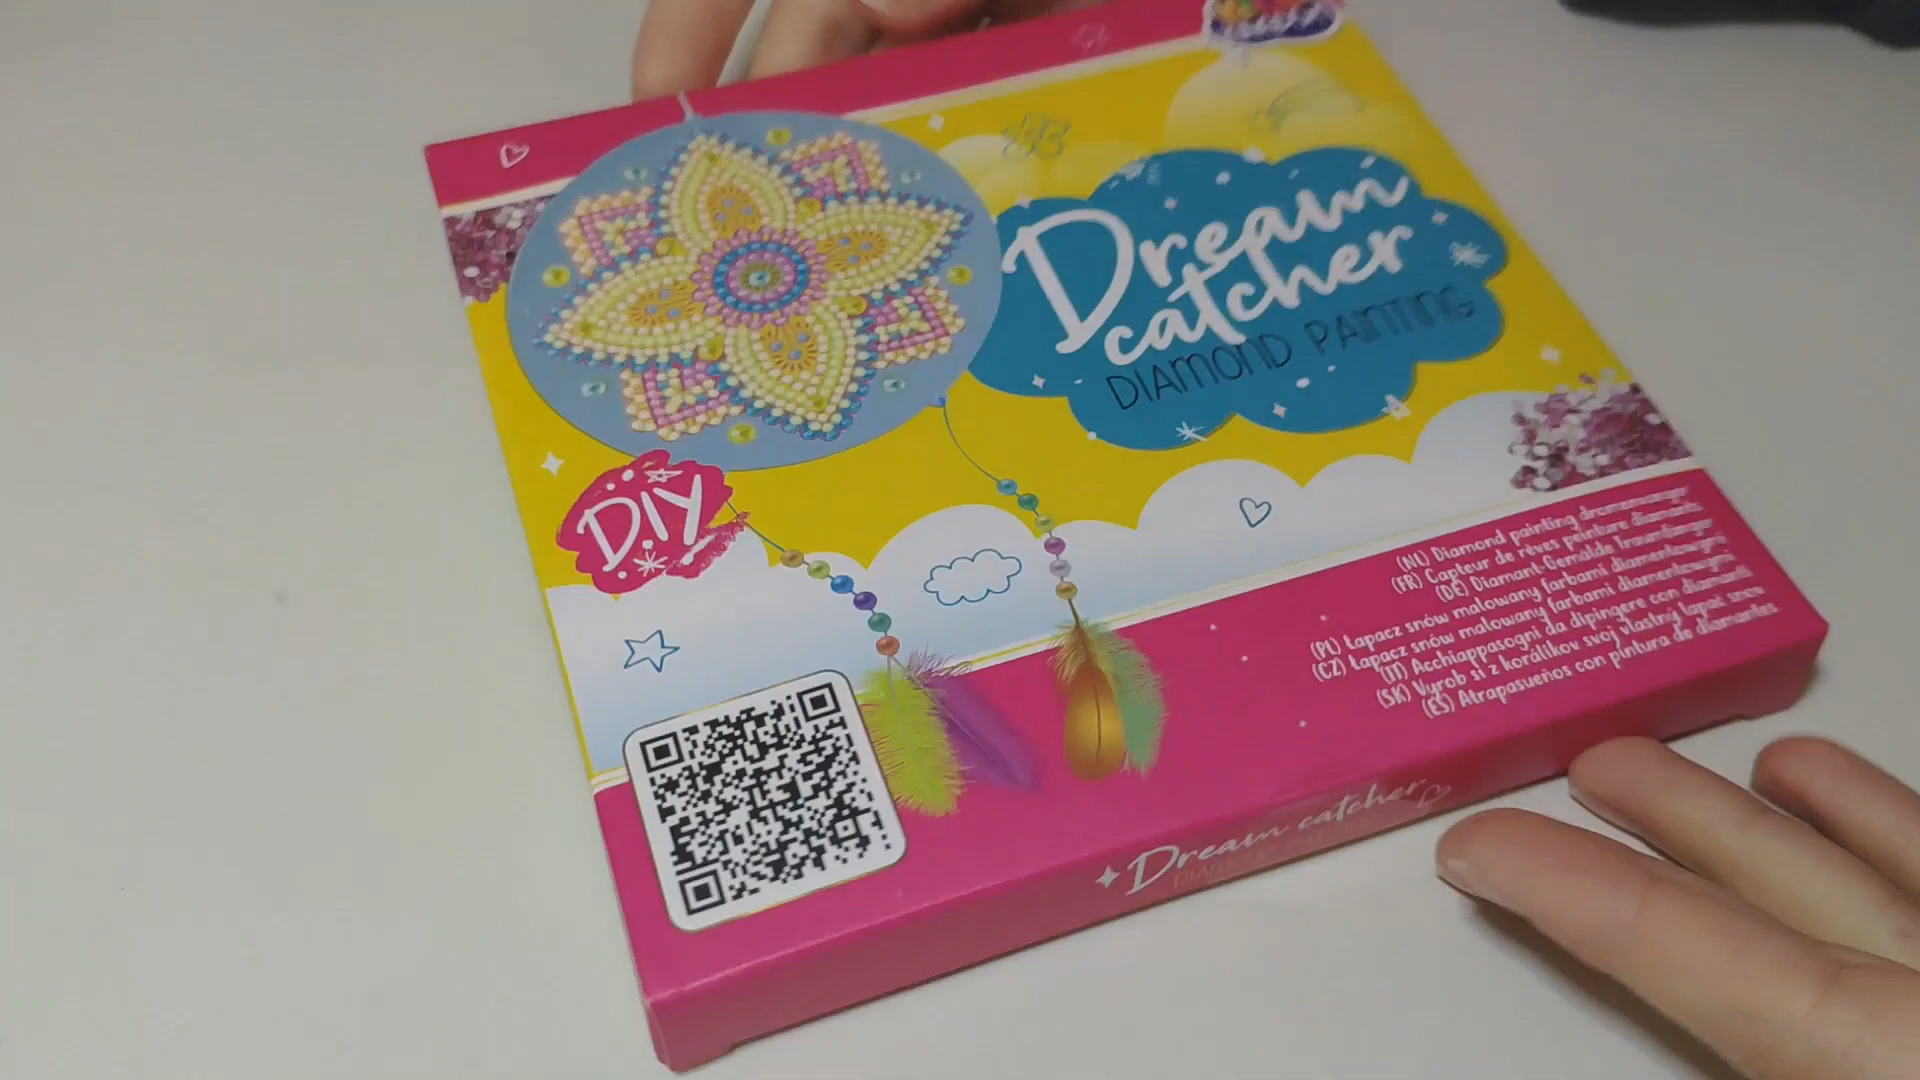 Dream
catcher
DIAMOND PAINTING
DIY
(NL) Diamond painting dromenvanger
(FR) Capteur de rêves peinture diamants
(DE) Diamant-Gemälde Traumfänger
(PL) Łapacz snów malowany farbami diamentowymi
(CZ) Łapacz snów malowany farbami diamentowymi
(IT) Acchiappasogni da dipingere con diamanti
(SK) Vyrob si z korálikov svoj vlastný lapač snov
(ES) Atrapasueños con pintura de diamantes
Dream catcher